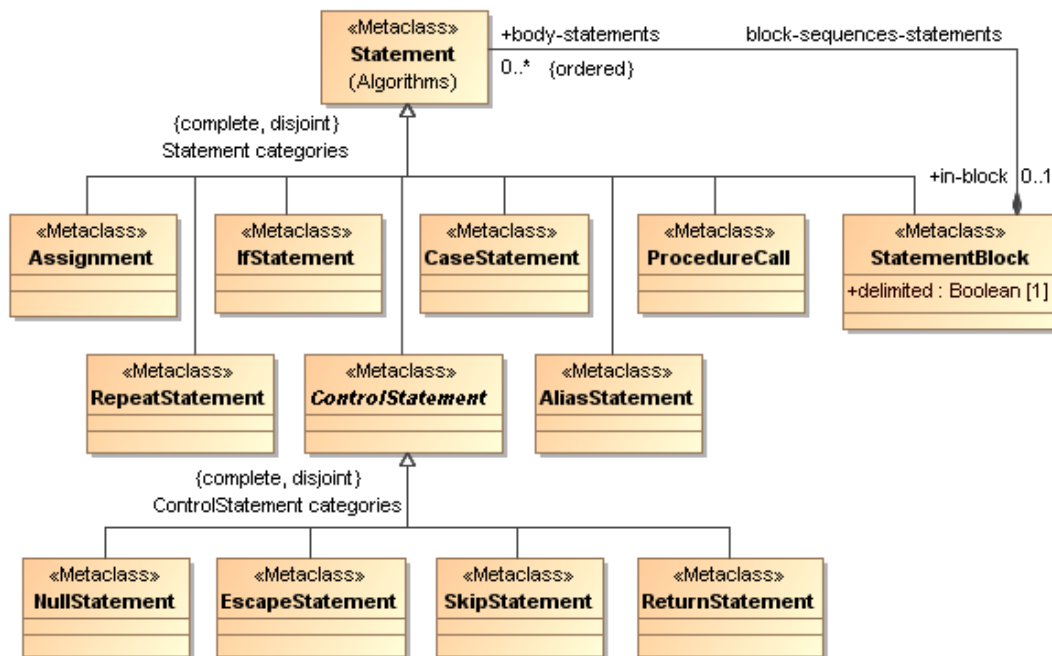 «Metaclass»
Statement
(Algorithms)
+body-statements
block-sequences-statements
0..*
{ordered}
{complete, disjoint}
Statement categories
+in-block
0..1
«Metaclass»
Assignment
«Metaclass»
IfStatement
«Metaclass»
CaseStatement
«Metaclass»
ProcedureCall
«Metaclass»
StatementBlock
+delimited : Boolean [1]
«Metaclass»
RepeatStatement
«Metaclass»
ControlStatement
«Metaclass»
AliasStatement
{complete, disjoint}
ControlStatement categories
«Metaclass»
NullStatement
«Metaclass»
EscapeStatement
«Metaclass»
SkipStatement
«Metaclass»
ReturnStatement